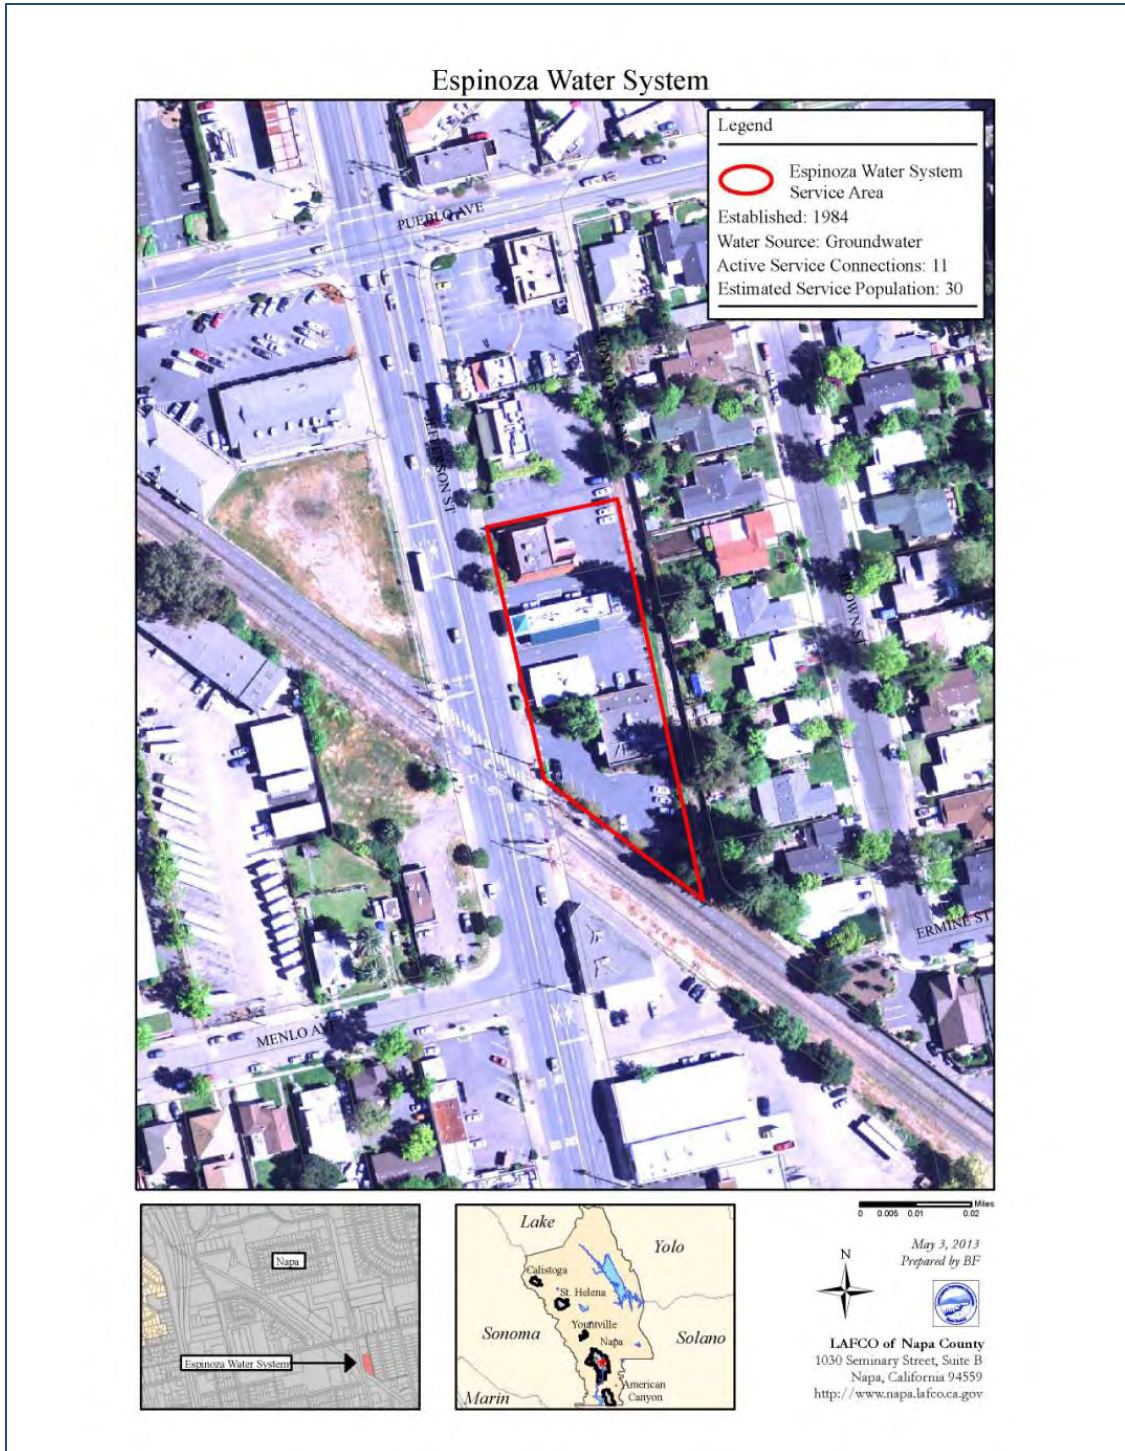 Espinoza Water System
Legend
Espinoza Water System
Service Area
Established: 1984
Water Source: Groundwater
Active Service Connections: 11
Estimated Service Population: 30
PUEBLO AVE
JEFFERSON ST
BROWN ST
ERMINE ST
MENLO AVE
Napa
Espinoza Water System
Lake
Yolo
Calistoga
St. Helena
Yountville
Sonoma
Napa
Solano
American
Canyon
Marin
Miles
0 0.005 0.01 0.02
May 3, 2013
Prepared by BF
N
LAFCO of Napa County
1030 Seminary Street, Suite B
Napa, California 94559
http://www.napa.lafco.ca.gov